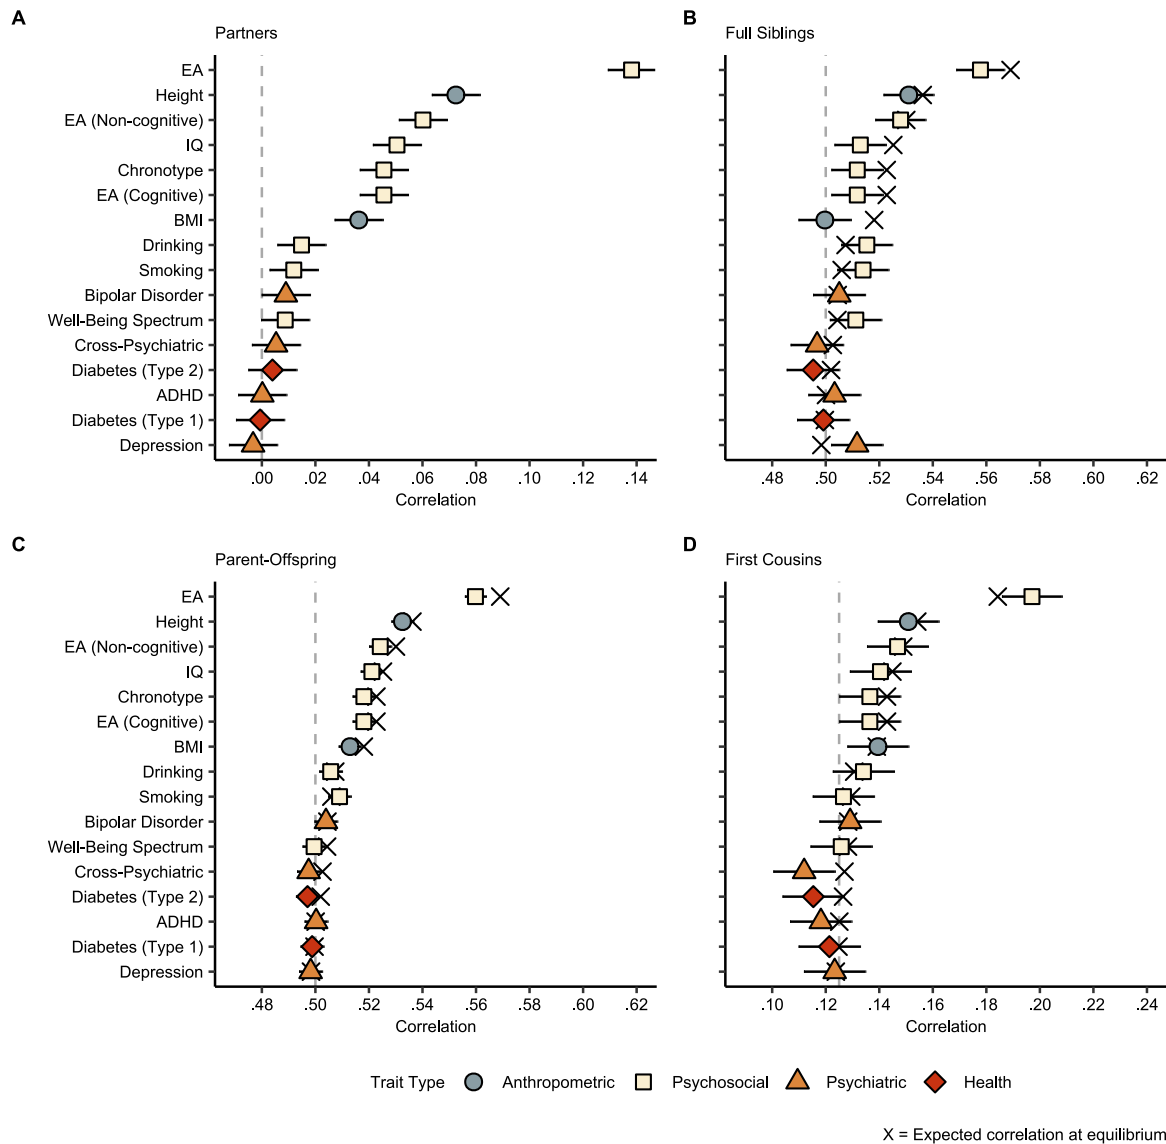 A
Partners
EA
Height
EA (Non-cognitive)
IQ
Chronotype
EA (Cognitive)
BMI
Drinking
Smoking
Bipolar Disorder
Well-Being Spectrum
Cross-Psychiatric
Diabetes (Type 2)
ADHD
Diabetes (Type 1)
Depression
.00 .02 .04 .06 .08 .10 .12 .14
Correlation
B
Full Siblings
.48 .50 .52 .54 .56 .58 .60 .62
Correlation
C
Parent-Offspring
EA
Height
EA (Non-cognitive)
IQ
Chronotype
EA (Cognitive)
BMI
Drinking
Smoking
Bipolar Disorder
Well-Being Spectrum
Cross-Psychiatric
Diabetes (Type 2)
ADHD
Diabetes (Type 1)
Depression
.48 .50 .52 .54 .56 .58 .60 .62
Correlation
D
First Cousins
.10 .12 .14 .16 .18 .20 .22 .24
Correlation
Trait Type Anthropometric Psychosocial Psychiatric Health
X = Expected correlation at equilibrium